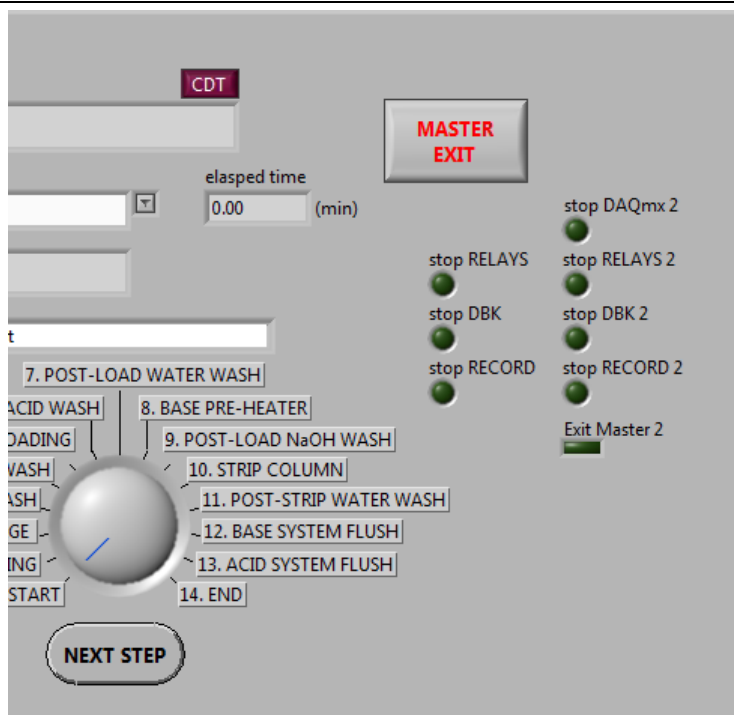 CDT
MASTER
EXIT
elasped time
0.00 (min)
stop DAQmx 2
stop RELAYS
stop RELAYS 2
stop DBK
stop DBK 2
t
stop RECORD
stop RECORD 2
7. POST-LOAD WATER WASH
ACID WASH
8. BASE PRE-HEATER
Exit Master 2
OADING
9. POST-LOAD NaOH WASH
WASH
10. STRIP COLUMN
ASH
11. POST-STRIP WATER WASH
GE
12. BASE SYSTEM FLUSH
ING
13. ACID SYSTEM FLUSH
START
14. END
NEXT STEP